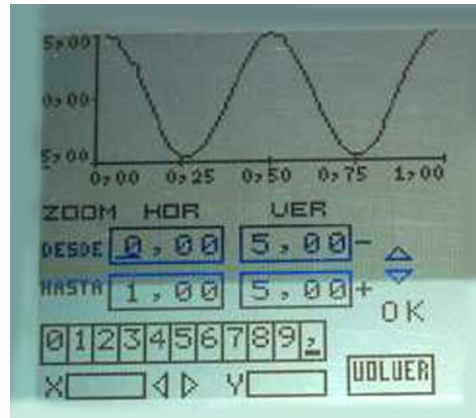 5,00
0,00
5,00
0,00 0,25 0,50 0,75 1,00
ZOOM HOR VER
DESDE 0,00 5,00-
HASTA 1,00 5,00+
OK
0 1 2 3 4 5 6 7 8 9 ,
X Y VOLVER